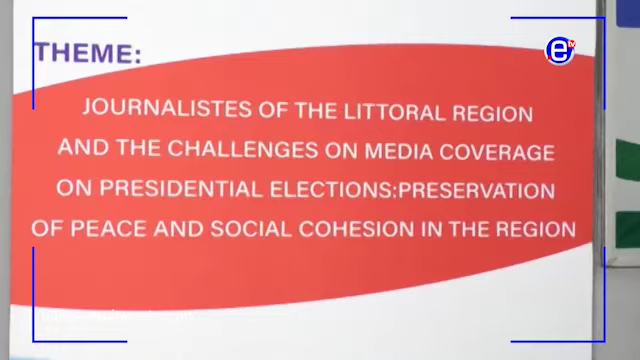 THEME:
JOURNALISTES OF THE LITTORAL REGION
AND THE CHALLENGES ON MEDIA COVERAGE
ON PRESIDENTIAL ELECTIONS:PRESERVATION
OF PEACE AND SOCIAL COHESION IN THE REGION
e tv